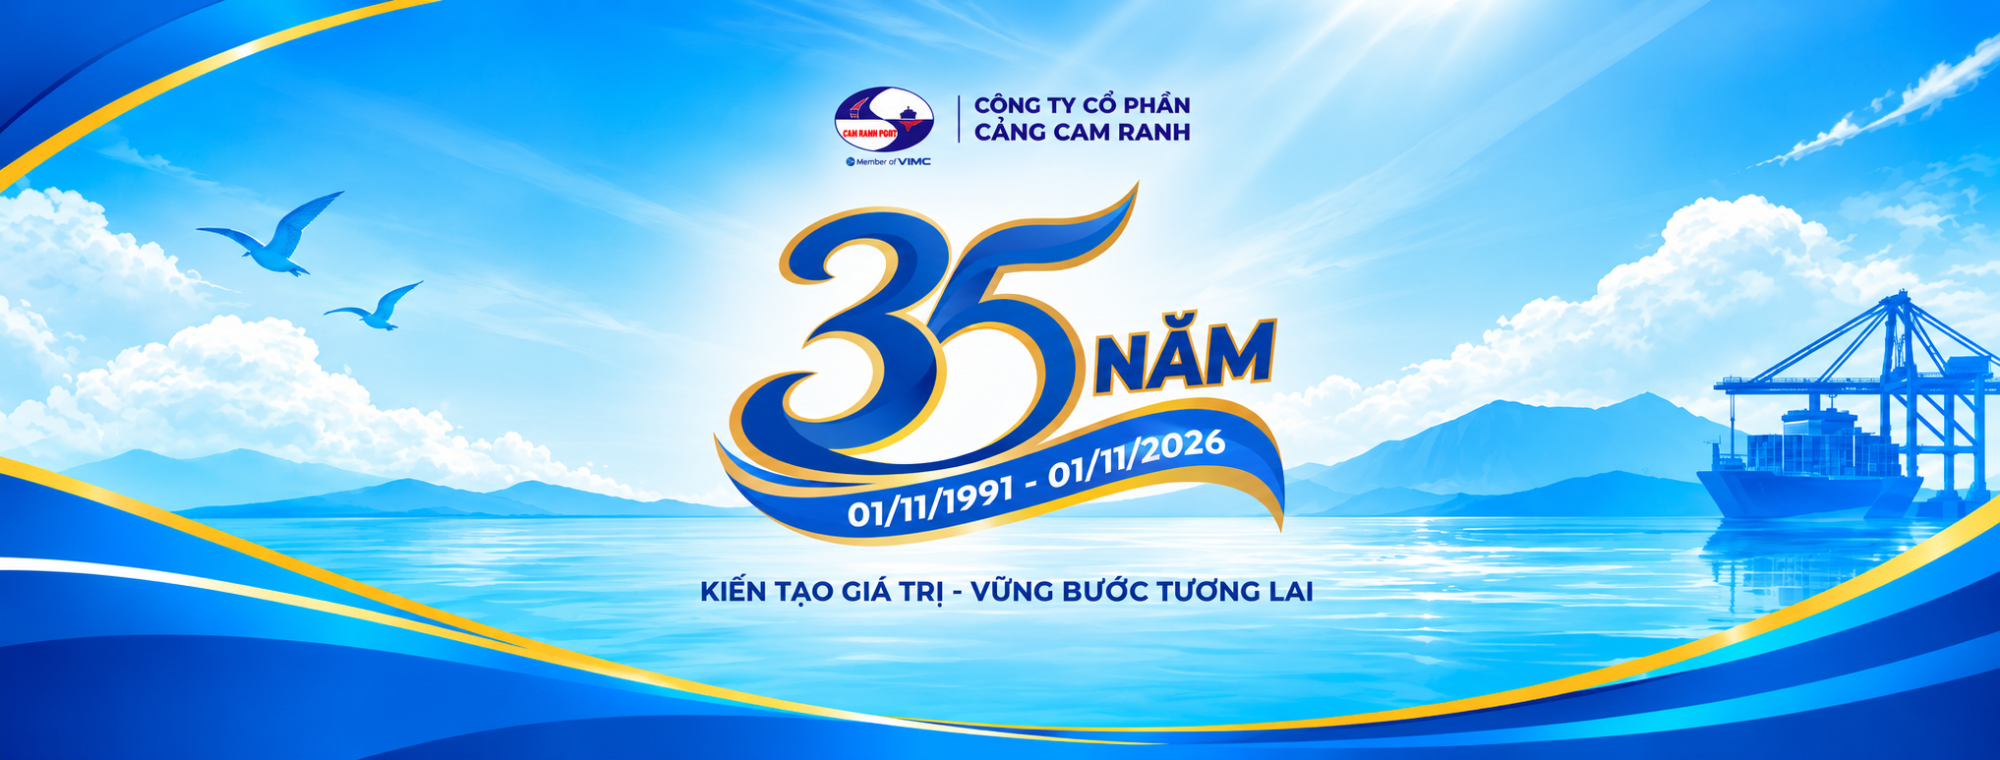 CAM RANH PORT
Member of VIMC
CÔNG TY CỔ PHẦN
CẢNG CAM RANH
35 NĂM
01/11/1991 - 01/11/2026
KIẾN TẠO GIÁ TRỊ - VỮNG BƯỚC TƯƠNG LAI